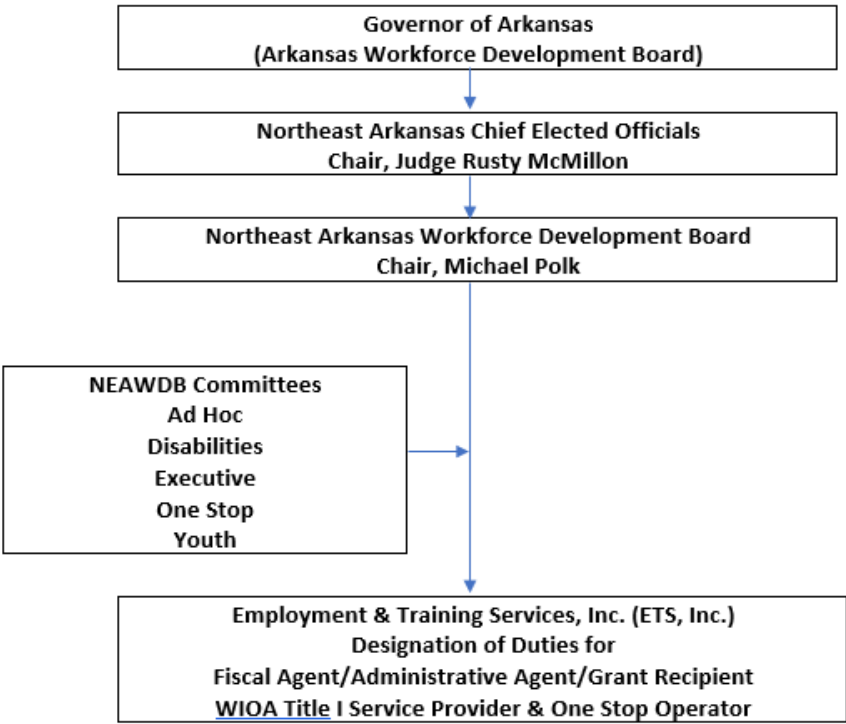 Governor of Arkansas
(Arkansas Workforce Development Board)
Northeast Arkansas Chief Elected Officials
Chair, Judge Rusty McMillon
Northeast Arkansas Workforce Development Board
Chair, Michael Polk
NEAWDB Committees
Ad Hoc
Disabilities
Executive
One Stop
Youth
Employment & Training Services, Inc. (ETS, Inc.)
Designation of Duties for
Fiscal Agent/Administrative Agent/Grant Recipient
WIOA Title I Service Provider & One Stop Operator